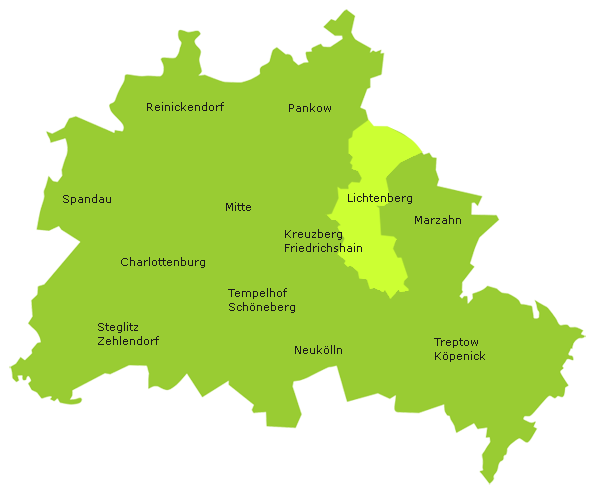 Reinickendorf
Pankow
Spandau
Mitte
Lichtenberg
Marzahn
Kreuzberg
Friedrichshain
Charlottenburg
Tempelhof
Schöneberg
Steglitz
Zehlendorf
Neukölln
Treptow
Köpenick